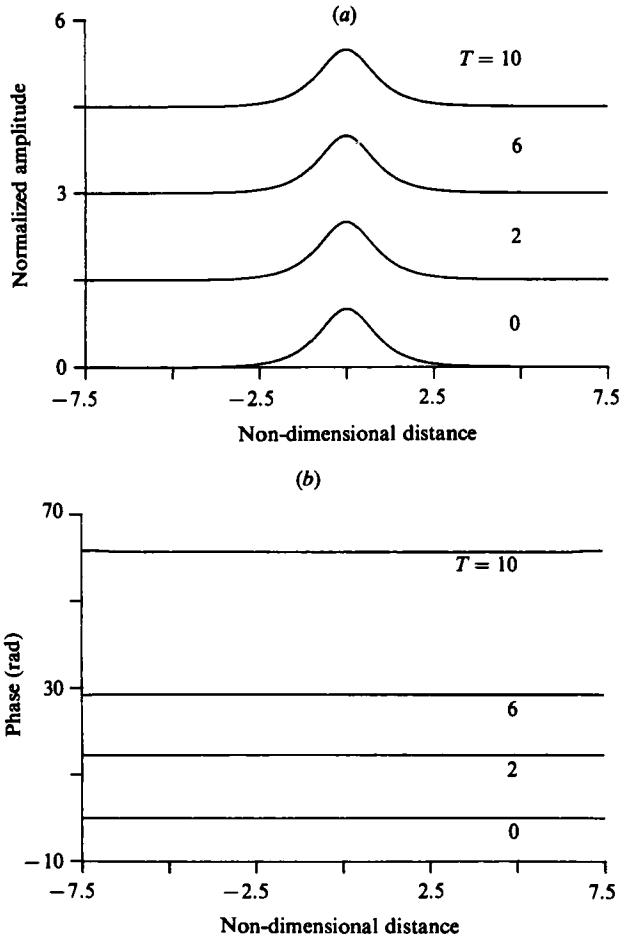 (a)
6
T = 10
6
3
2
0
0
Normalized amplitude
−7.5
−2.5
2.5
7.5
Non-dimensional distance
(b)
70
T = 10
30
6
2
0
−10
Phase (rad)
−7.5
−2.5
2.5
7.5
Non-dimensional distance